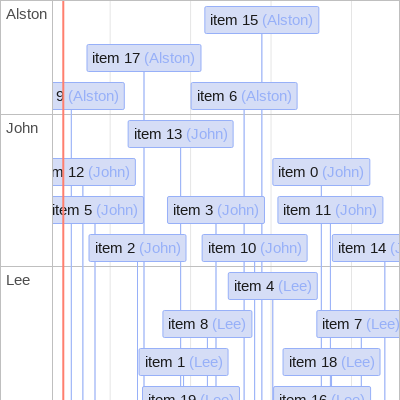 Alston
item 15 (Alston)
item 17 (Alston)
9 (Alston)
item 6 (Alston)
John
item 13 (John)
m 12 (John)
item 0 (John)
item 5 (John)
item 3 (John)
item 11 (John)
item 2 (John)
item 10 (John)
item 14 (J
Lee
item 4 (Lee)
item 8 (Lee)
item 7 (Lee)
item 1 (Lee)
item 18 (Lee)
item 19 (Lee)
item 16 (Lee)